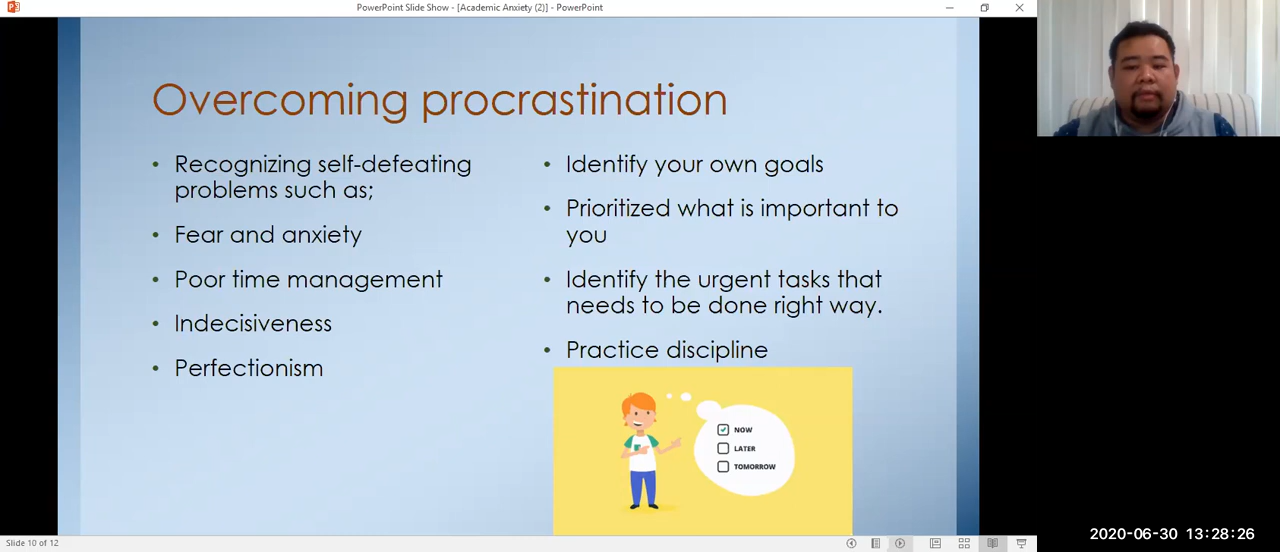 PowerPoint Slide Show - [Academic Anxiety (2)] - PowerPoint
Overcoming procrastination
• Recognizing self-defeating
problems such as;
• Fear and anxiety
• Poor time management
• Indecisiveness
• Perfectionism
• Identify your own goals
• Prioritized what is important to
you
• Identify the urgent tasks that
needs to be done right way.
• Practice discipline
NOW
LATER
TOMORROW
Slide 10 of 12
2020-06-30 13:28:26